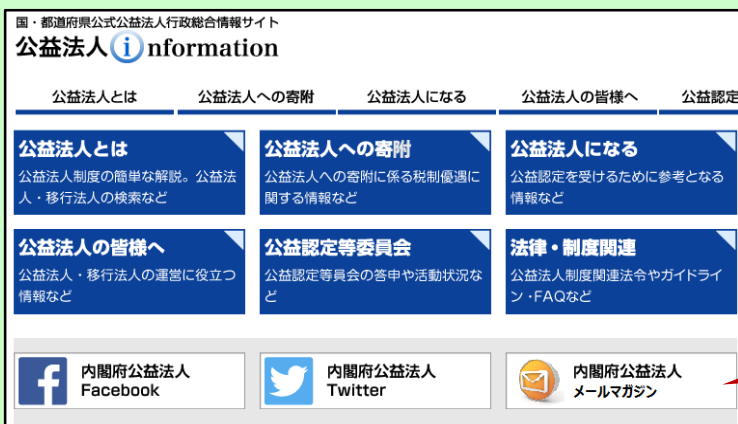 国・都道府県公式公益法人行政総合情報サイト
公益法人 information
公益法人とは 公益法人への寄附 公益法人になる 公益法人の皆様へ 公益認定
公益法人とは
公益法人制度の簡単な解説。公益法
人・移行法人の検索など
公益法人への寄附
公益法人への寄附に係る税制優遇に
関する情報など
公益法人になる
公益認定を受けるために参考となる
情報など
公益法人の皆様へ
公益法人・移行法人の運営に役立つ
情報など
公益認定等委員会
公益認定等員会の答申や活動状況な
ど
法律・制度関連
公益法人制度関連法令やガイドライ
ン・FAQなど
内閣府公益法人
Facebook
内閣府公益法人
Twitter
内閣府公益法人
メールマガジン